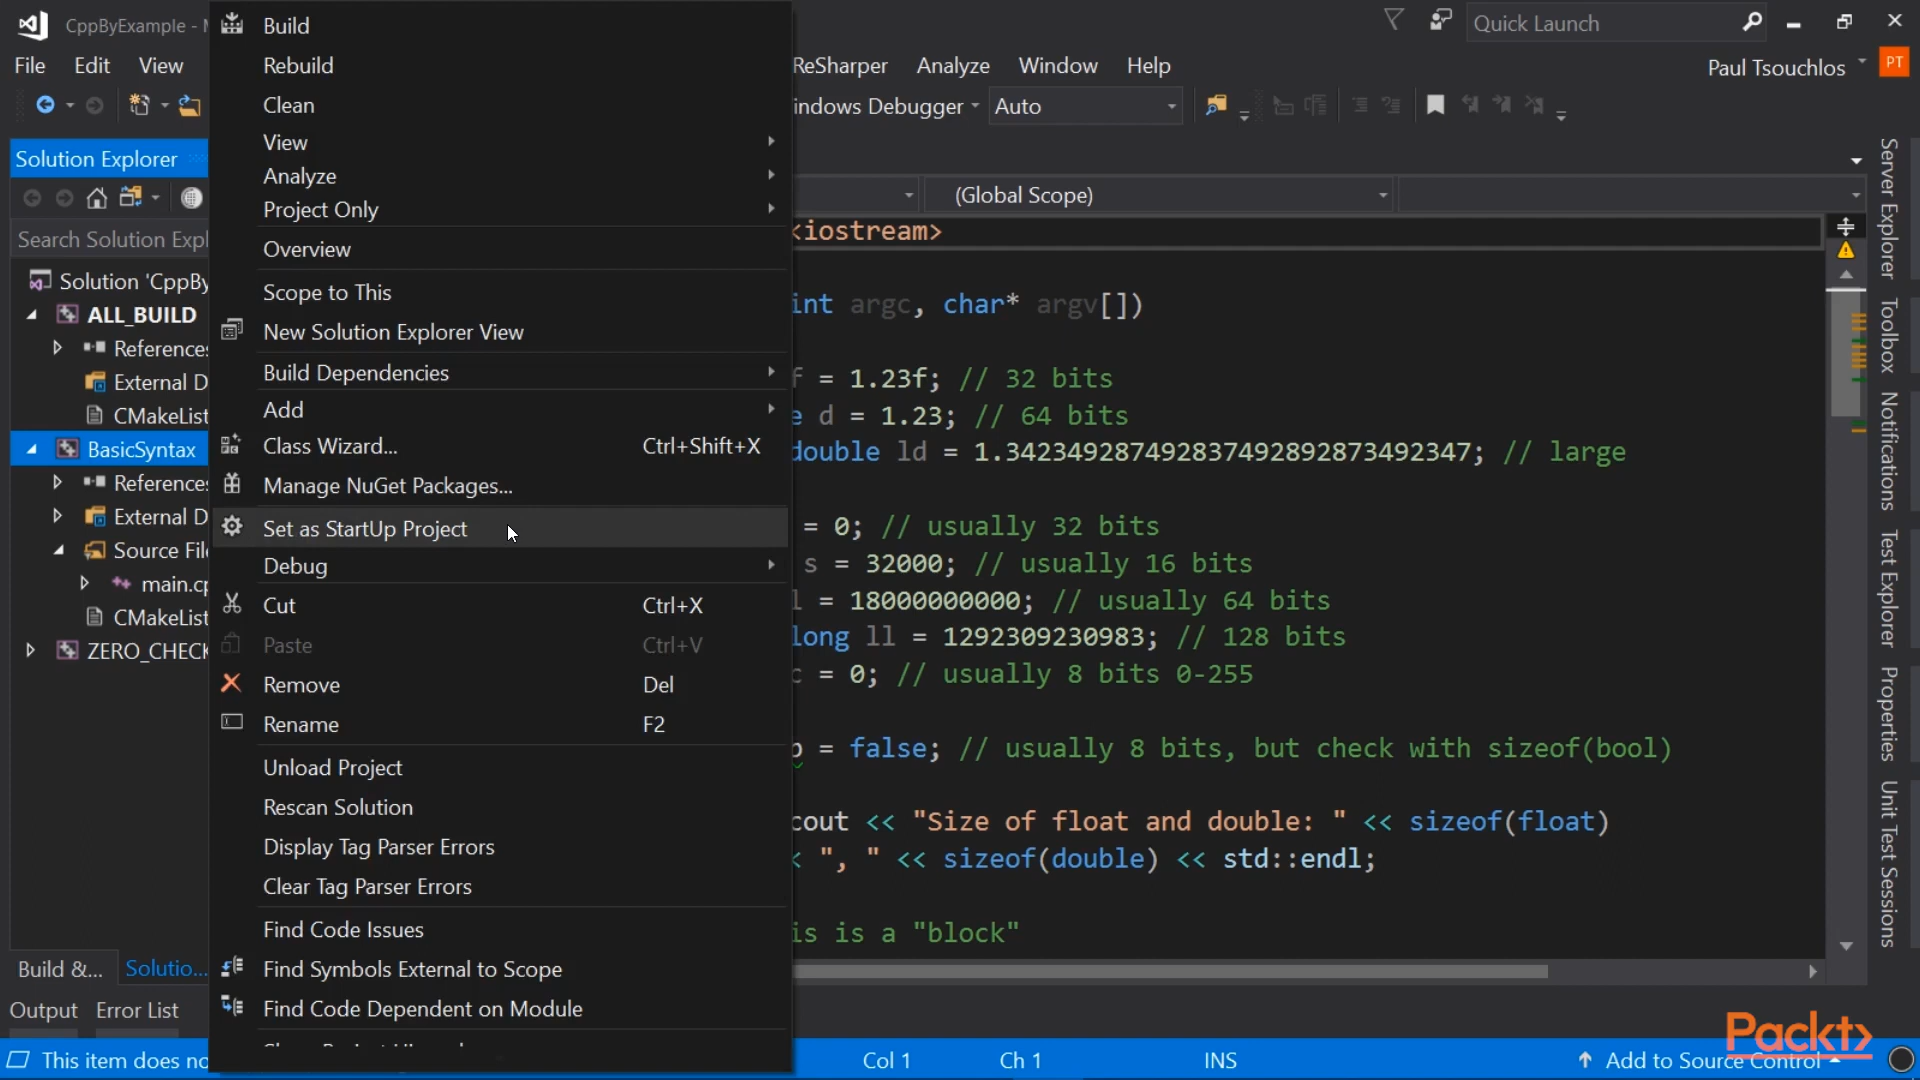 CppByExample -
Quick Launch
File Edit View ReSharper Analyze Window Help
Paul Tsouchlos PT
indows Debugger Auto
Solution Explorer
Search Solution Expl
Solution 'CppBy
ALL_BUILD
References
External D
CMakeList
BasicSyntax
References
External D
Source File
main.cp
CMakeList
ZERO_CHECK
Build &... Solutio...
Output Error List
This item does no
Build
Rebuild
Clean
View
Analyze
Project Only
Overview
Scope to This
New Solution Explorer View
Build Dependencies
Add
Class Wizard... Ctrl+Shift+X
Manage NuGet Packages...
Set as StartUp Project
Debug
Cut Ctrl+X
Paste Ctrl+V
Remove Del
Rename F2
Unload Project
Rescan Solution
Display Tag Parser Errors
Clear Tag Parser Errors
Find Code Issues
Find Symbols External to Scope
Find Code Dependent on Module
(Global Scope)
<iostream>
int argc, char* argv[])
f = 1.23f; // 32 bits
e d = 1.23; // 64 bits
double ld = 1.3423492874928374928928734923​47; // large
= 0; // usually 32 bits
s = 32000; // usually 16 bits
l = 18000000000; // usually 64 bits
long ll = 1292309230983; // 128 bits
c = 0; // usually 8 bits 0-255
b = false; // usually 8 bits, but check with sizeof(bool)
cout << "Size of float and double: " << sizeof(float)
< ", " << sizeof(double) << std::endl;
is is a "block"
Server Explorer
Toolbox
Notifications
Test Explorer
Properties
Unit Test Sessions
Col 1 Ch 1 INS Add to Source Control
Packt>